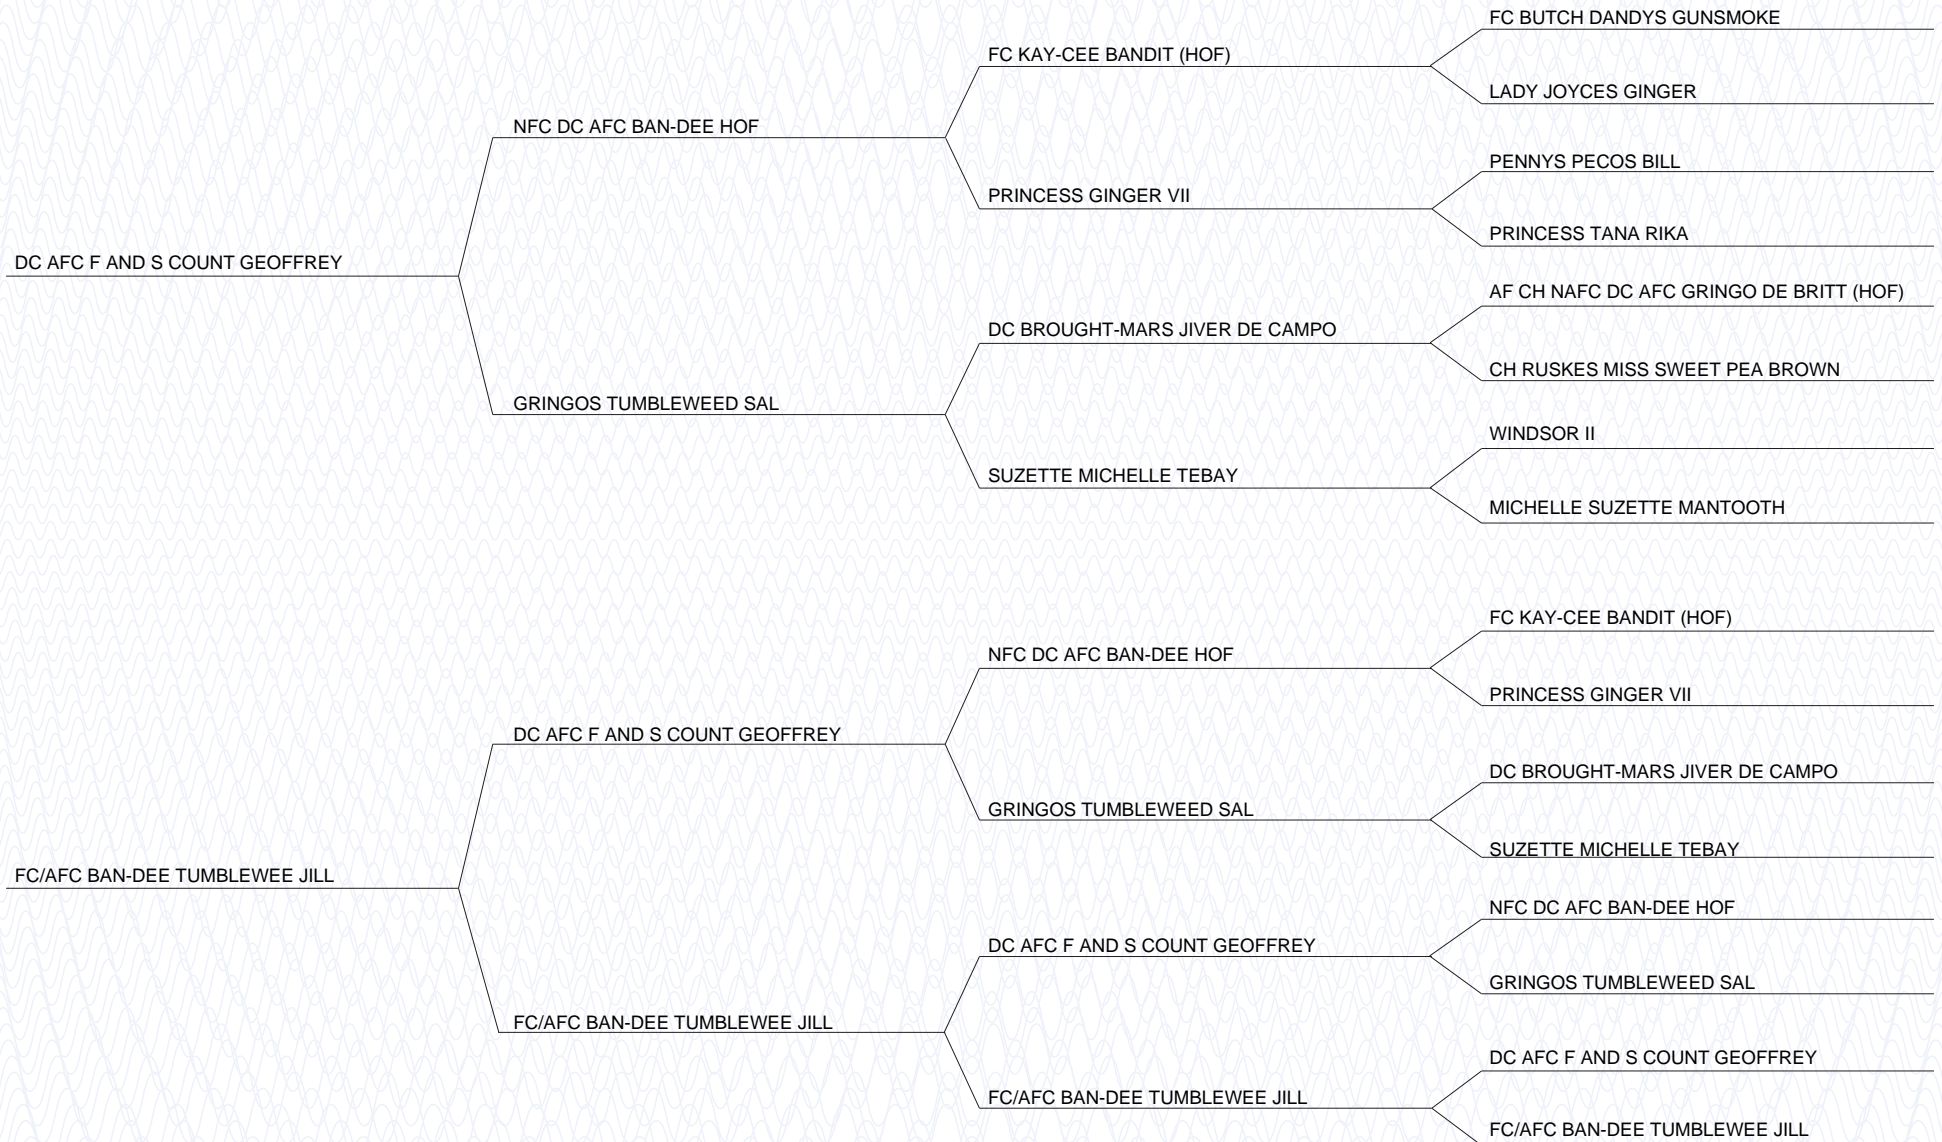 FC BUTCH DANDYS GUNSMOKE
FC KAY-CEE BANDIT (HOF)
LADY JOYCES GINGER
NFC DC AFC BAN-DEE HOF
PENNYS PECOS BILL
PRINCESS GINGER VII
PRINCESS TANA RIKA
DC AFC F AND S COUNT GEOFFREY
AF CH NAFC DC AFC GRINGO DE BRITT (HOF)
DC BROUGHT-MARS JIVER DE CAMPO
CH RUSKES MISS SWEET PEA BROWN
GRINGOS TUMBLEWEED SAL
WINDSOR II
SUZETTE MICHELLE TEBAY
MICHELLE SUZETTE MANTOOTH
FC KAY-CEE BANDIT (HOF)
NFC DC AFC BAN-DEE HOF
PRINCESS GINGER VII
DC AFC F AND S COUNT GEOFFREY
DC BROUGHT-MARS JIVER DE CAMPO
GRINGOS TUMBLEWEED SAL
SUZETTE MICHELLE TEBAY
FC/AFC BAN-DEE TUMBLEWEE JILL
NFC DC AFC BAN-DEE HOF
DC AFC F AND S COUNT GEOFFREY
GRINGOS TUMBLEWEED SAL
FC/AFC BAN-DEE TUMBLEWEE JILL
DC AFC F AND S COUNT GEOFFREY
FC/AFC BAN-DEE TUMBLEWEE JILL
FC/AFC BAN-DEE TUMBLEWEE JILL